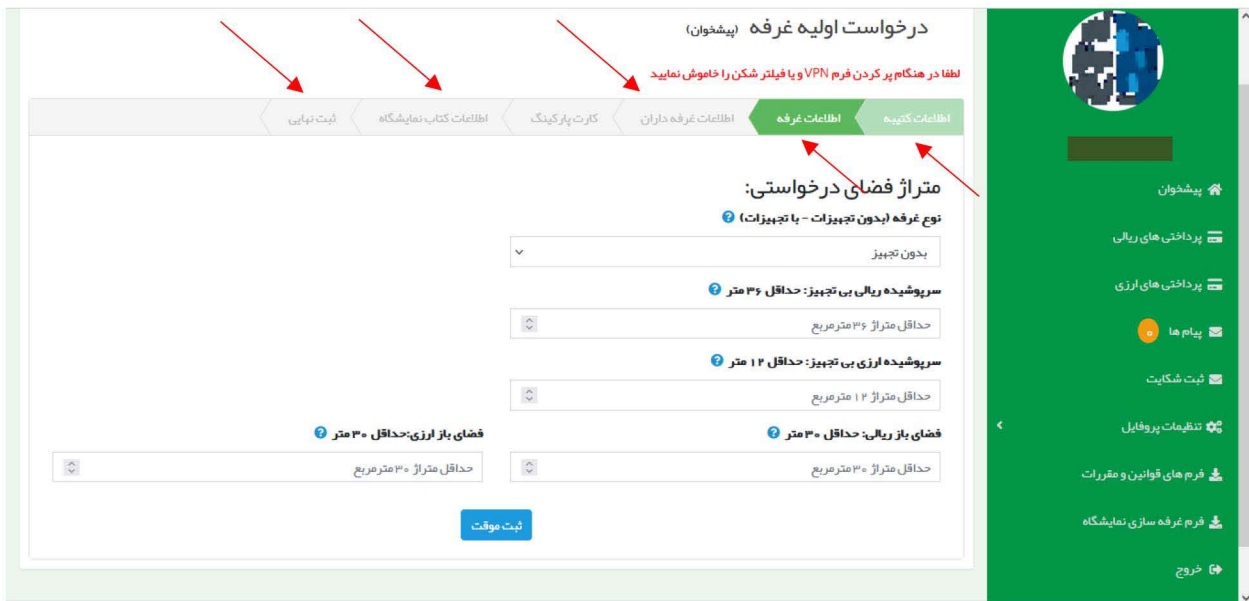 درخواست اولیه غرفه (پیشخوان)
لطفا در هنگام پر کردن فرم VPN و یا فیلتر شکن را خاموش نمایید
اطلاعات کتیبه
اطلاعات غرفه
اطلاعات غرفه داران
کارت پارکینگ
اطلاعات کتاب نمایشگاه
ثبت نهایی
متراژ فضای درخواستی:
نوع غرفه (بدون تجهیزات - با تجهیزات)
بدون تجهیز
سرپوشیده ریالی بی تجهیز: حداقل ۳۶ متر
حداقل متراژ ۳۶ مترمربع
سرپوشیده ارزی بی تجهیز: حداقل ۱۲ متر
حداقل متراژ ۱۲ مترمربع
فضای باز ریالی: حداقل ۳۰ متر
فضای باز ارزی:حداقل ۳۰ متر
حداقل متراژ ۳۰ مترمربع
حداقل متراژ ۳۰ مترمربع
ثبت موقت
پیشخوان
پرداختی های ریالی
پرداختی های ارزی
پیام ها ۰
ثبت شکایت
تنظیمات پروفایل
فرم های قوانین و مقررات
فرم غرفه سازی نمایشگاه
خروج